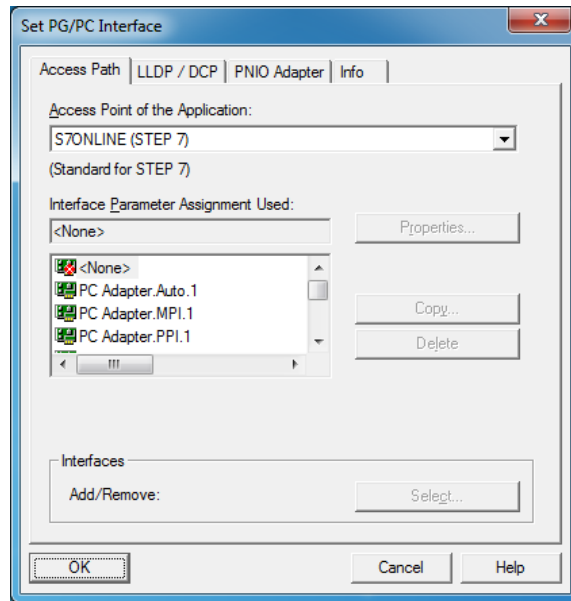 Set PG/PC Interface
Access Path LLDP / DCP PNIO Adapter Info
Access Point of the Application:
S7ONLINE (STEP 7)
(Standard for STEP 7)
Interface Parameter Assignment Used:
<None>
Properties...
<None>
PC Adapter.Auto.1
PC Adapter.MPI.1
PC Adapter.PPI.1
Copy...
Delete
Interfaces
Add/Remove:
Select...
OK
Cancel
Help